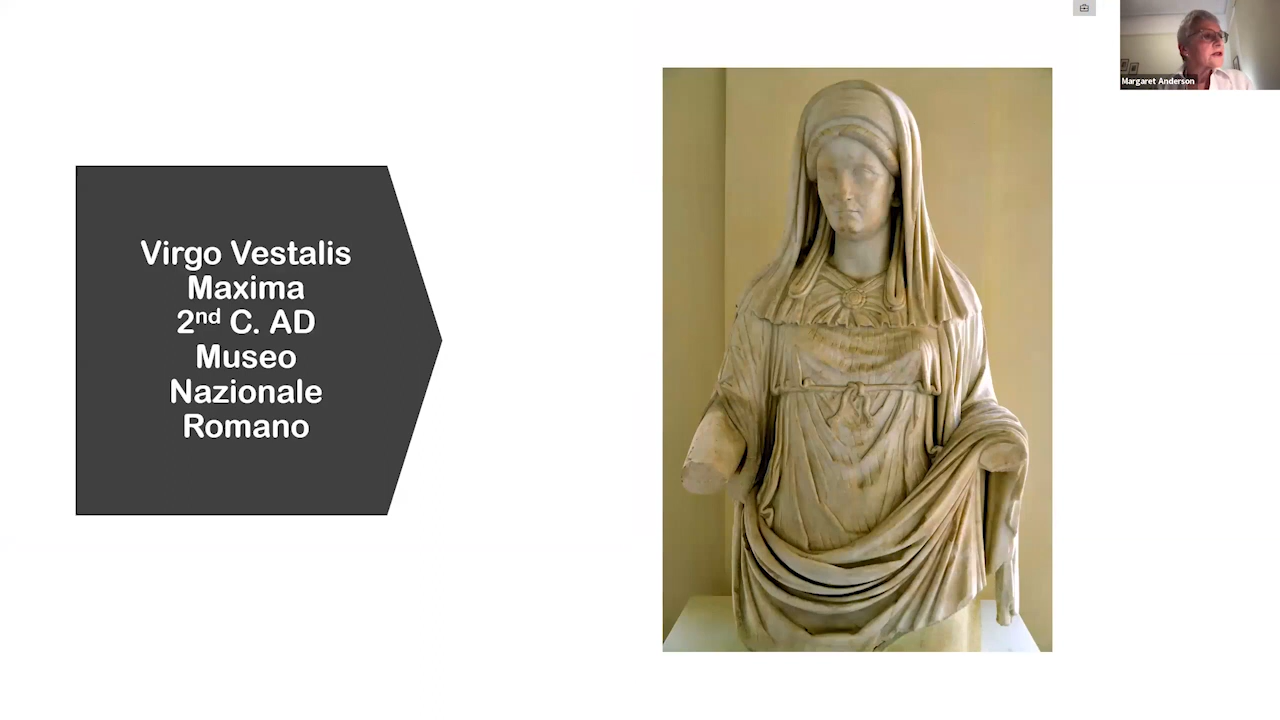 Virgo Vestalis
Maxima
2nd C. AD
Museo
Nazionale
Romano
Margaret Anderson